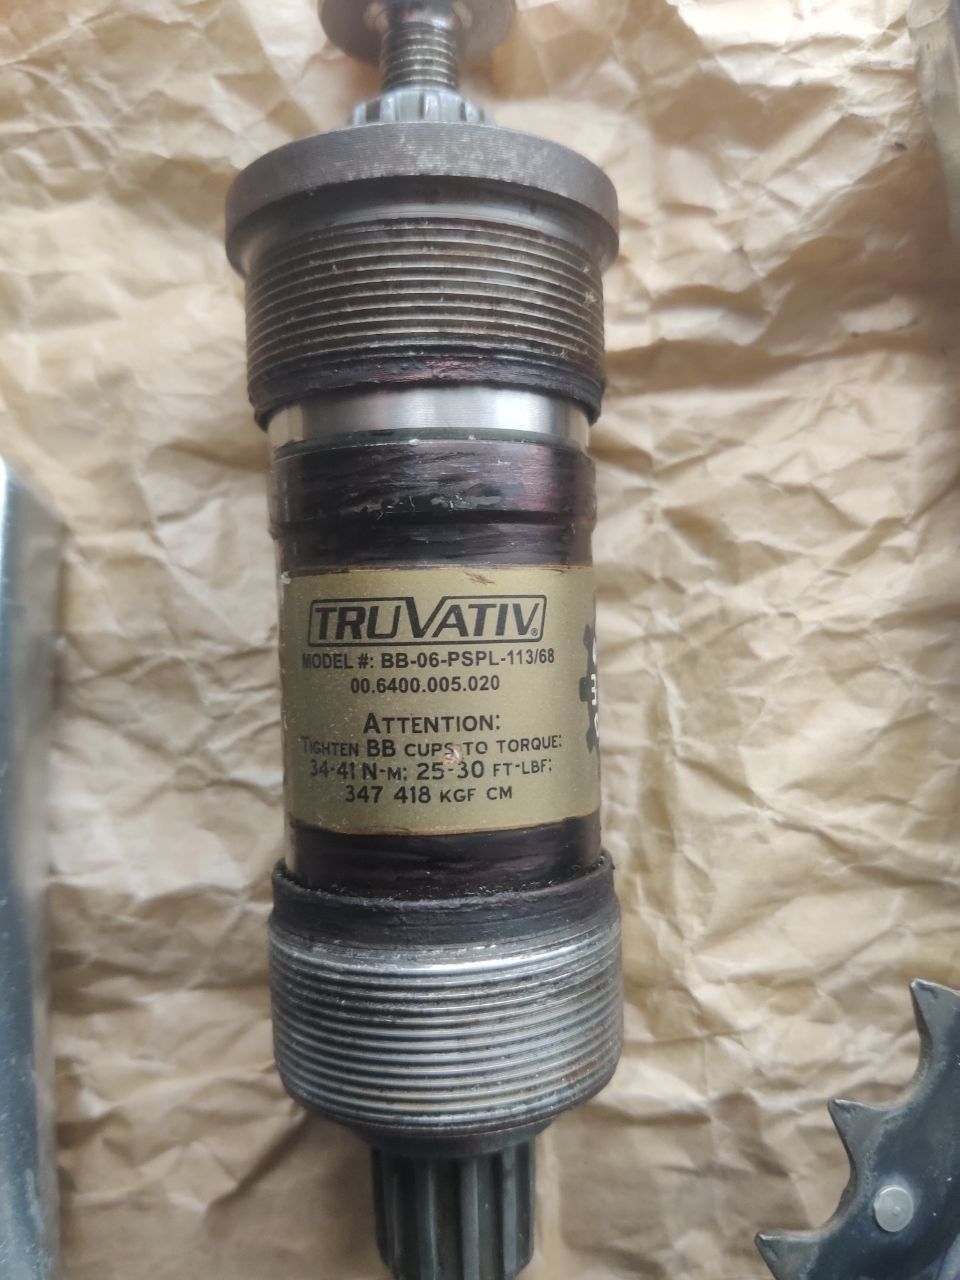 TRUVATIV®
MODEL #: BB-06-PSPL-113/68
00.6400.005.020
ATTENTION:
TIGHTEN BB CUPS TO TORQUE:
34-41 N-M; 25-30 FT-LBF;
347 418 KGF CM